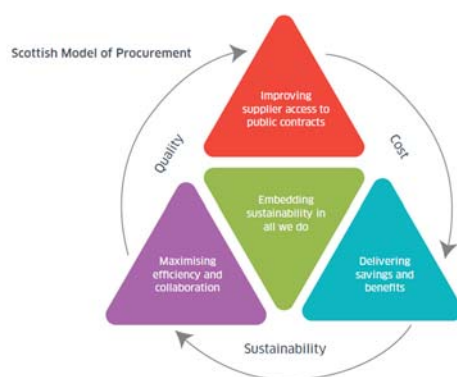 Scottish Model of Procurement
Improving
supplier access to
public contracts
Quality
Cost
Embedding
sustainability in
all we do
Maximising
efficiency and
collaboration
Delivering
savings and
benefits
Sustainability